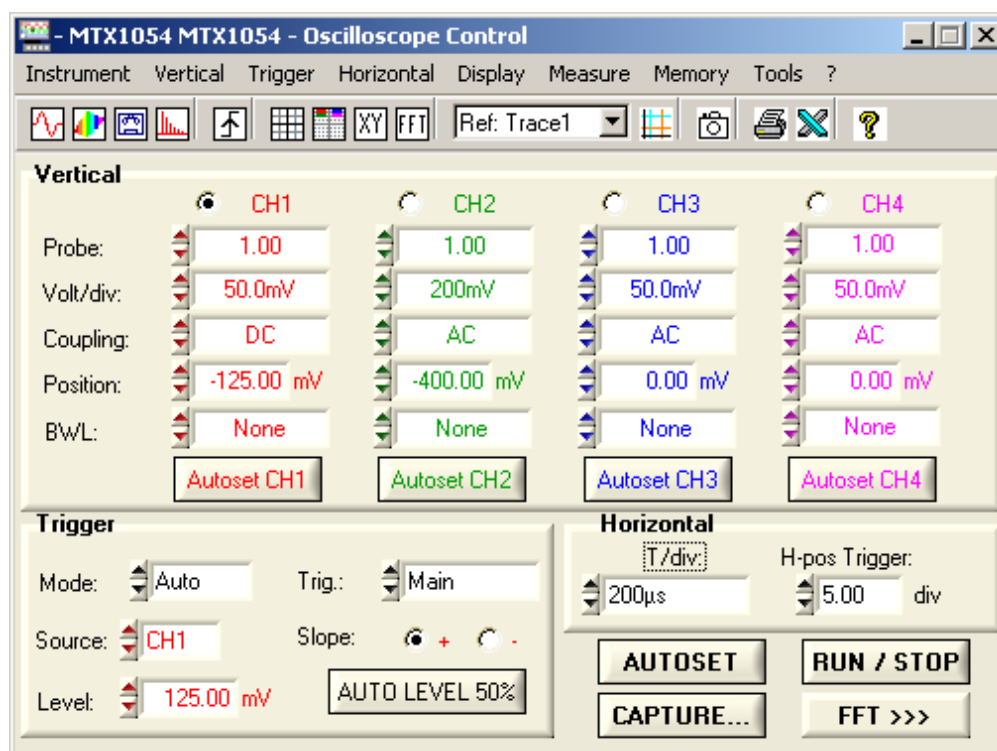 - MTX1054 MTX1054 - Oscilloscope Control
Instrument Vertical Trigger Horizontal Display Measure Memory Tools ?
XY FFT Ref: Trace1 ?
Vertical
CH1 CH2 CH3 CH4
Probe: 1.00 1.00 1.00 1.00
Volt/div: 50.0mV 200mV 50.0mV 50.0mV
Coupling: DC AC AC AC
Position: -125.00 mV -400.00 mV 0.00 mV 0.00 mV
BWL: None None None None
Autoset CH1 Autoset CH2 Autoset CH3 Autoset CH4
Trigger
Mode: Auto Trig.: Main
Source: CH1 Slope: + -
Level: 125.00 mV AUTO LEVEL 50%
Horizontal
T/div: H-pos Trigger:
200µs 5.00 div
AUTOSET RUN / STOP
CAPTURE... FFT >>>